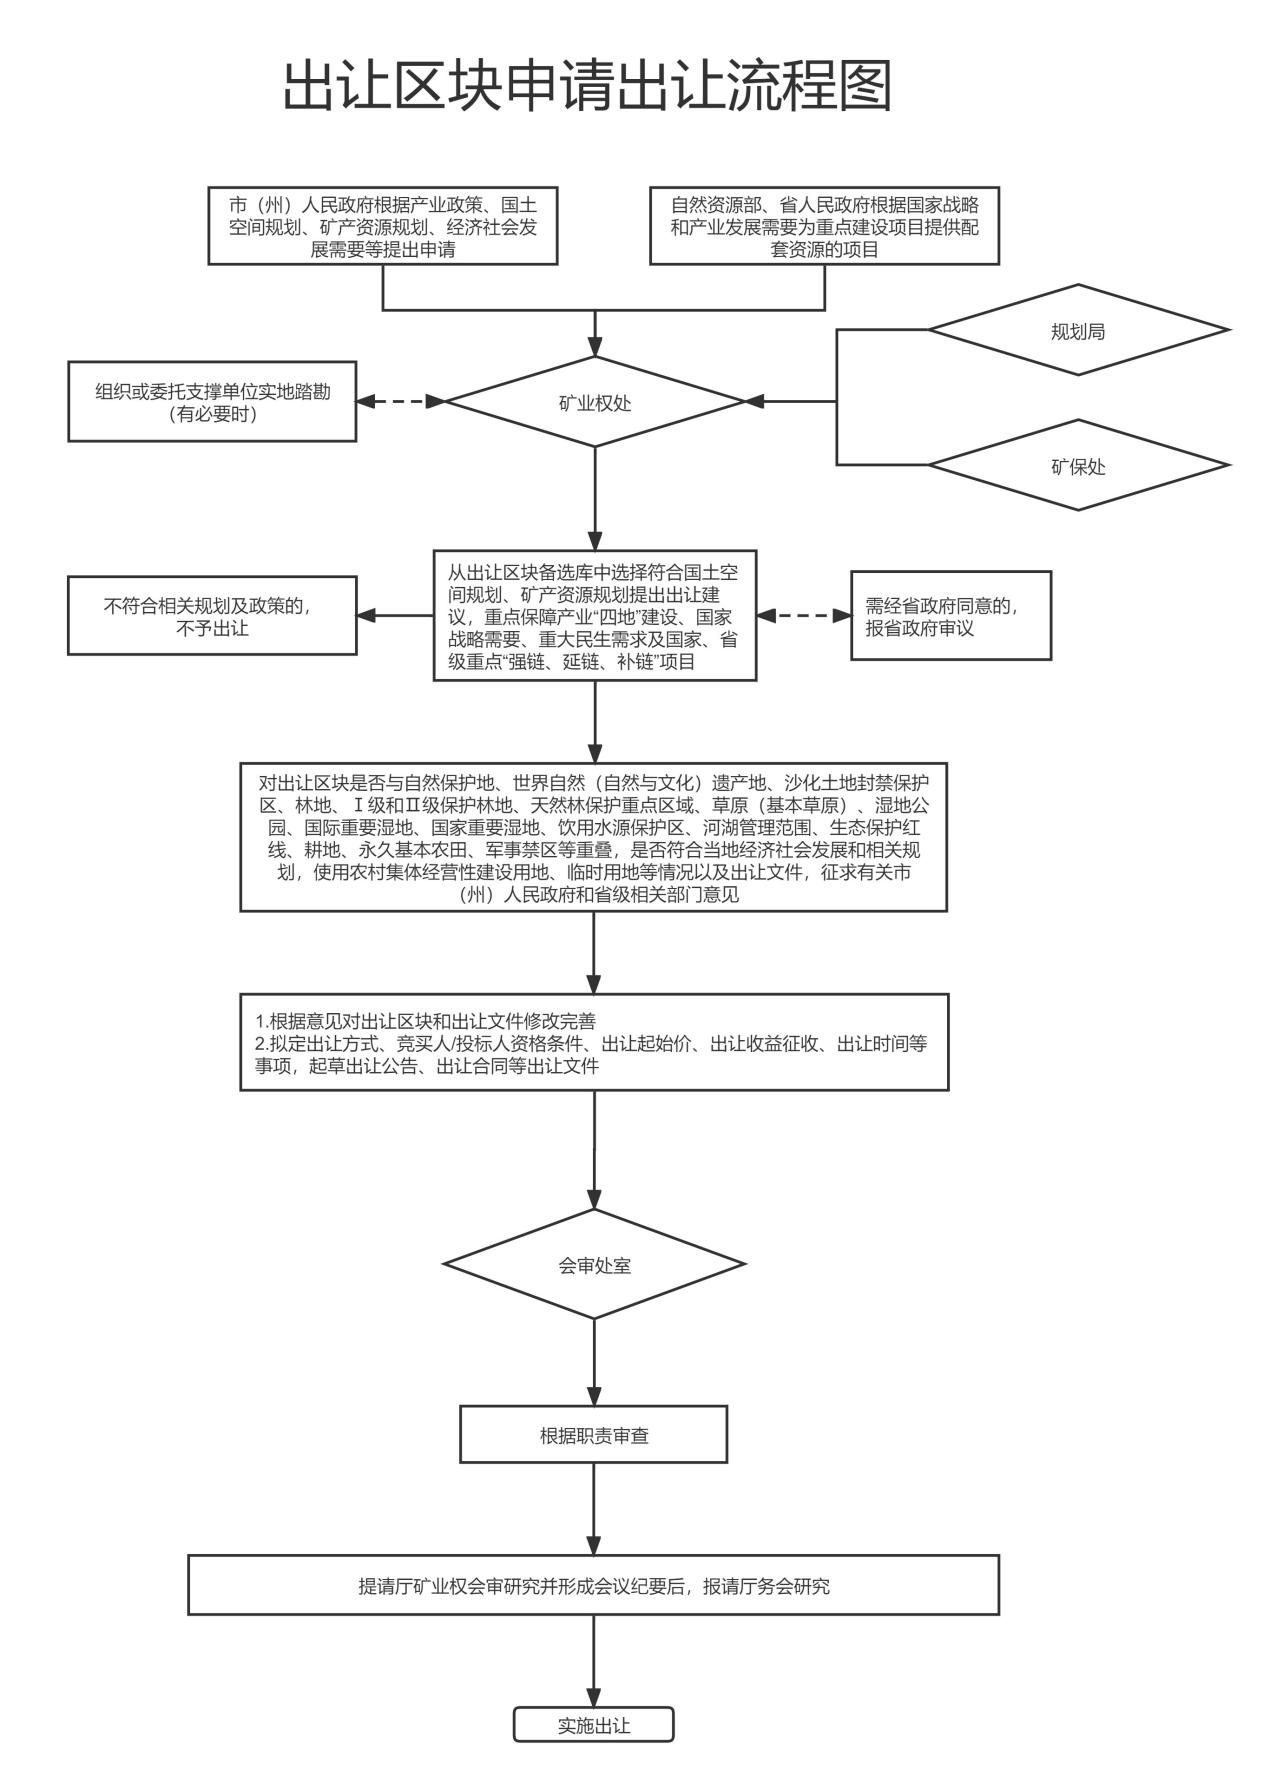 出让区块申请出让流程图
市（州）人民政府根据产业政策、国土
空间规划、矿产资源规划、经济社会发
展需要等提出申请
自然资源部、省人民政府根据国家战略
和产业发展需要为重点建设项目提供配
套资源的项目
规划局
组织或委托支撑单位实地踏勘
（有必要时）
矿业权处
矿保处
不符合相关规划及政策的，
不予出让
从出让区块备选库中选择符合国土空
间规划、矿产资源规划提出出让建
议，重点保障产业“四地”建设、国家
战略需要、重大民生需求及国家、省
级重点“强链、延链、补链”项目
需经省政府同意的，
报省政府审议
对出让区块是否与自然保护地、世界自然（自然与文化）遗产地、沙化土地封禁保护
区、林地、Ⅰ级和Ⅱ级保护林地、天然林保护重点区域、草原（基本草原）、湿地公
园、国际重要湿地、国家重要湿地、饮用水源保护区、河湖管理范围、生态保护红
线、耕地、永久基本农田、军事禁区等重叠，是否符合当地经济社会发展和相关规
划，使用农村集体经营性建设用地、临时用地等情况以及出让文件，征求有关市
（州）人民政府和省级相关部门意见
1.根据意见对出让区块和出让文件修改完善
2.拟定出让方式、竞买人/投标人资格条件、出让起始价、出让收益征收、出让时间等
事项，起草出让公告、出让合同等出让文件
会审处室
根据职责审查
提请厅矿业权会审研究并形成会议纪要后，报请厅务会研究
实施出让